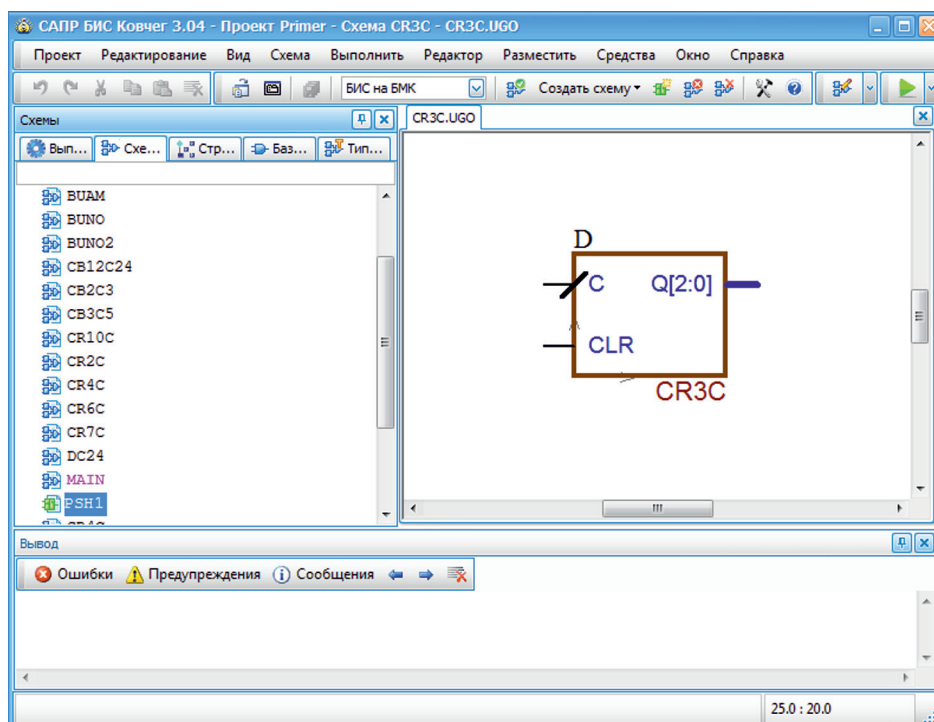 САПР БИС Ковчег 3.04 - Проект Primer - Схема CR3C - CR3C.UGO
Проект Редактирование Вид Схема Выполнить Редактор Разместить Средства Окно Справка
БИС на БМК Создать схему
Схемы
CR3C.UGO
Вып... Схе... Стр... Баз... Тип...
BUAM
BUNO
BUNO2
CB12C24
CB2C3
CB3C5
CR10C
CR2C
CR4C
CR6C
CR7C
DC24
MAIN
PSH1
D
C Q[2:0]
CLR
CR3C
Вывод
Ошибки Предупреждения Сообщения
25.0 : 20.0